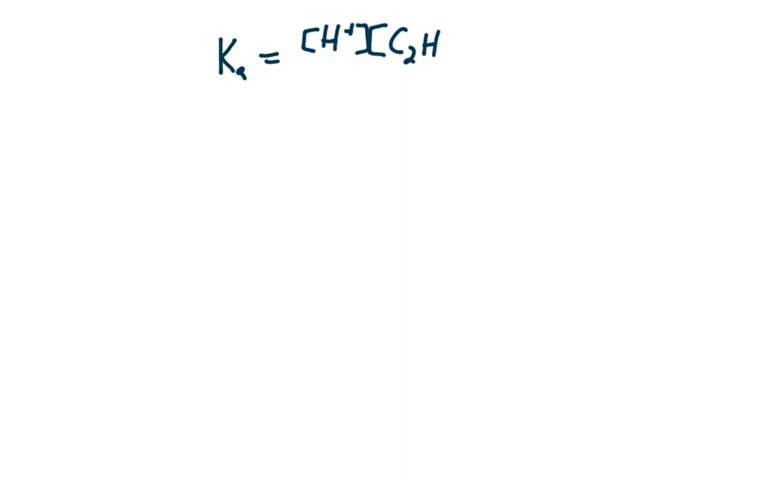 Kₐ = [H⁺][C₂H